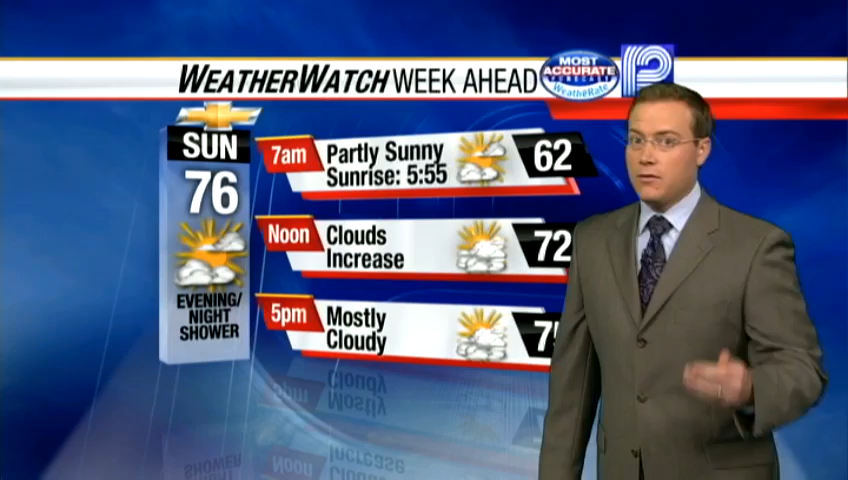 WEATHERWATCH WEEK AHEAD
MOST
ACCURATE
FORECAST
WeatheRate
SUN
76
EVENING/
NIGHT
SHOWER
7am
Partly Sunny
Sunrise: 5:55
62
Noon
Clouds
Increase
72
5pm
Mostly
Cloudy